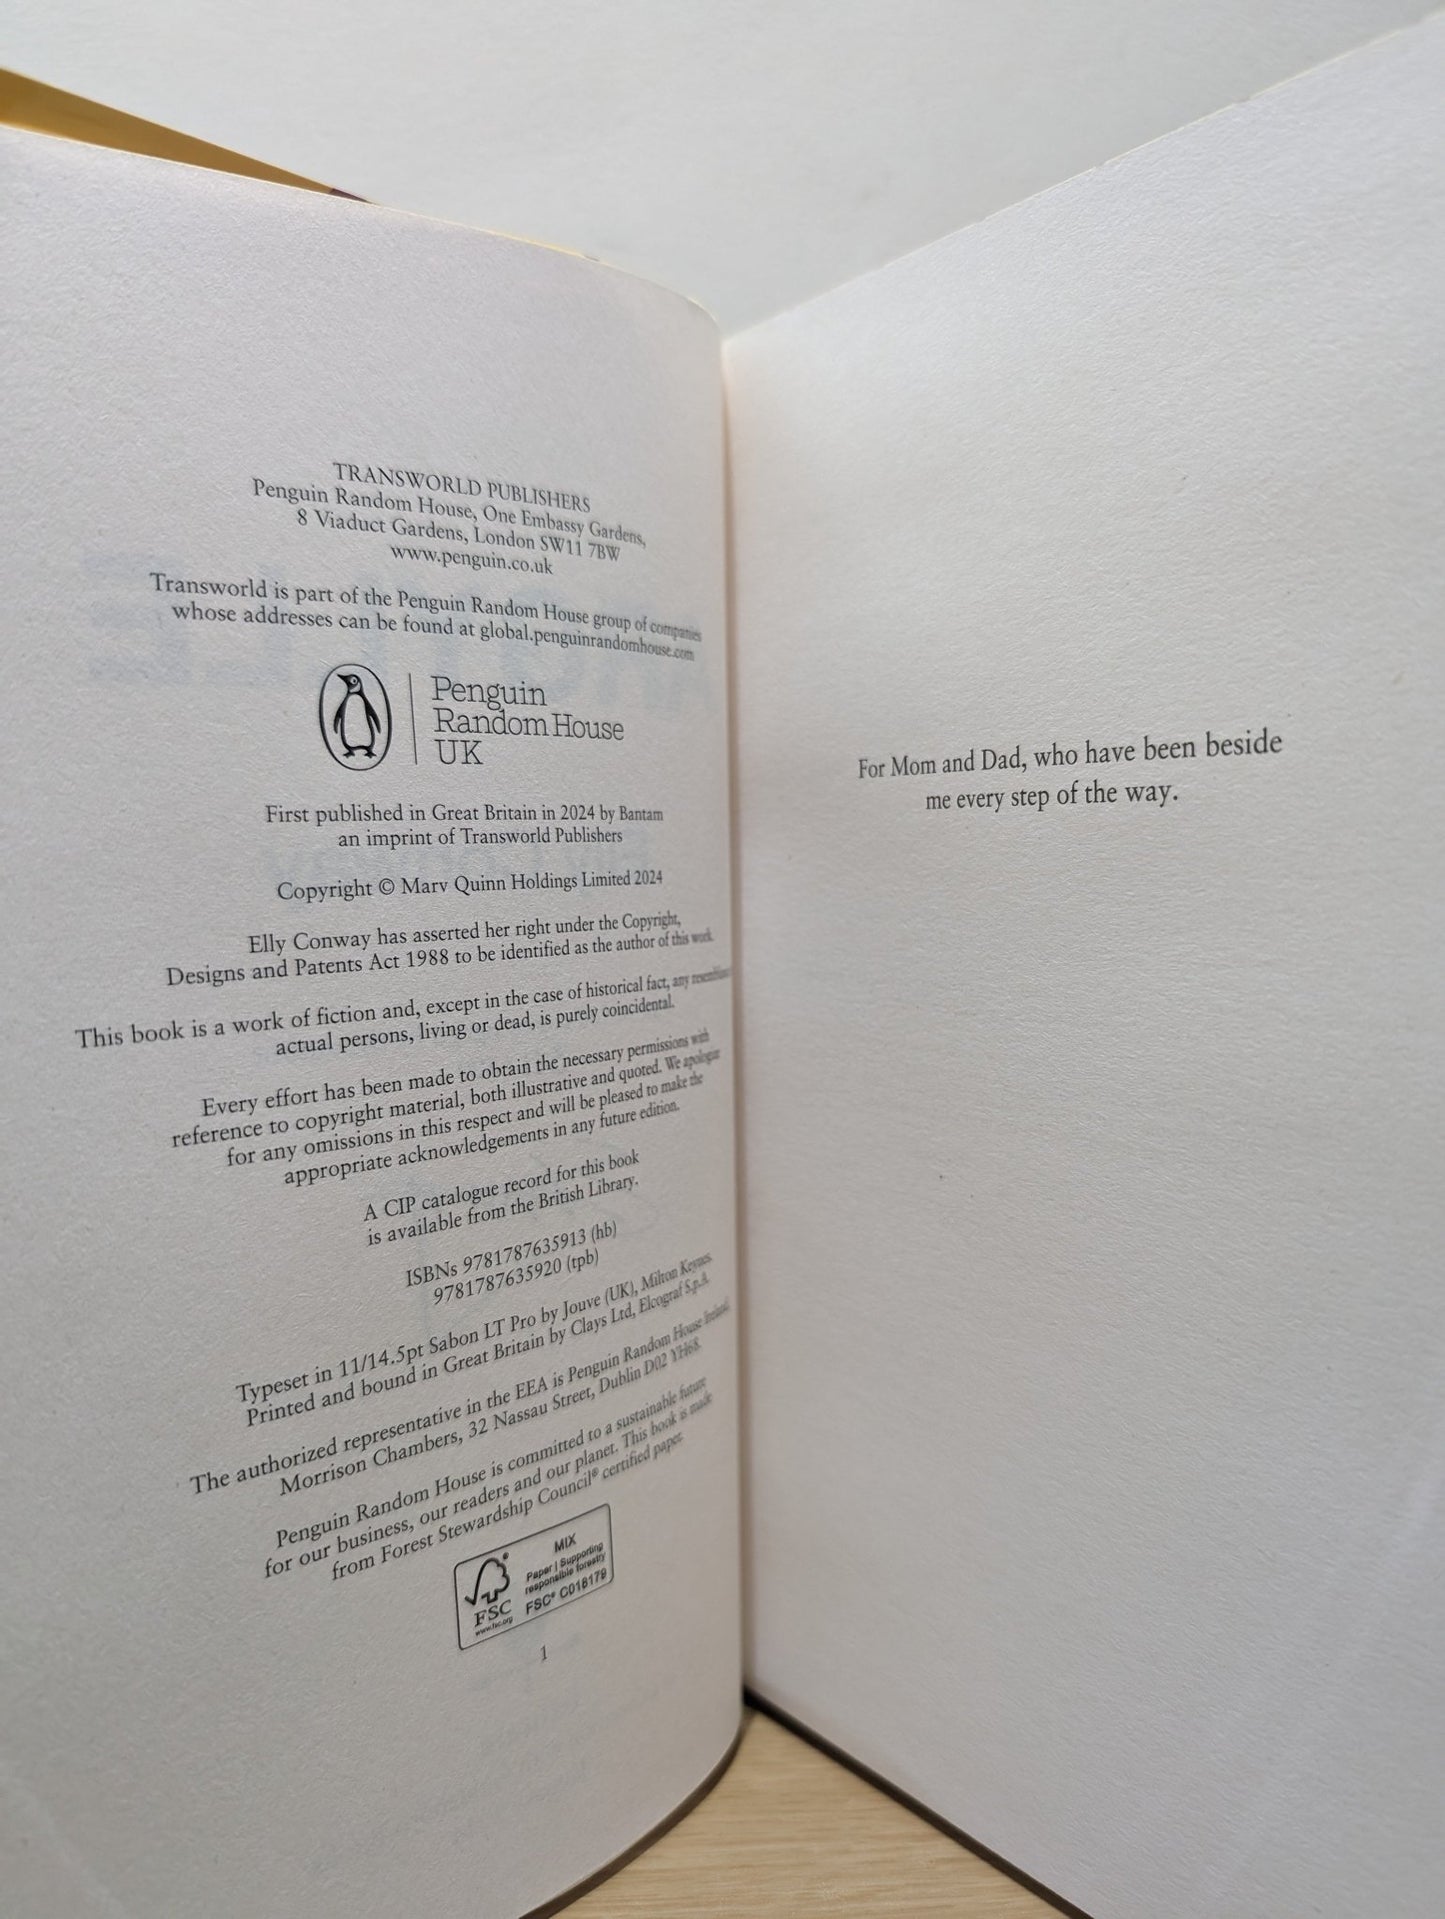 TRANSWORLD PUBLISHERS
Penguin Random House, One Embassy Gardens,
8 Viaduct Gardens, London SW11 7BW
www.penguin.co.uk
Transworld is part of the Penguin Random House group of companies
whose addresses can be found at global.penguinrandomhouse.com
Penguin
Random House
UK
First published in Great Britain in 2024 by Bantam
an imprint of Transworld Publishers
Copyright © Marv Quinn Holdings Limited 2024
Elly Conway has asserted her right under the Copyright,
Designs and Patents Act 1988 to be identified as the author of this work.
This book is a work of fiction and, except in the case of historical fact, any
actual persons, living or dead, is purely coincidental.
Every effort has been made to obtain the necessary permissions with
reference to copyright material, both illustrative and quoted. We apologize
for any omissions in this respect and will be pleased to make the
appropriate acknowledgements in any future edition.
A CIP catalogue record for this book
is available from the British Library.
ISBNs 9781787635913 (hb)
9781787635920 (tpb)
Typeset in 11/14.5pt Sabon LT Pro by Jouve (UK), Milton Keynes.
Printed and bound in Great Britain by Clays Ltd, Elcograf S.p.A.
The authorized representative in the EEA is Penguin Random House Ireland,
Morrison Chambers, 32 Nassau Street, Dublin D02 YH68.
Penguin Random House is committed to a sustainable future
for our business, our readers and our planet. This book is made
from Forest Stewardship Council® certified paper.
MIX
Paper | Supporting
responsible forestry
FSC® C018179
FSC
www.fsc.org
1
For Mom and Dad, who have been beside
me every step of the way.